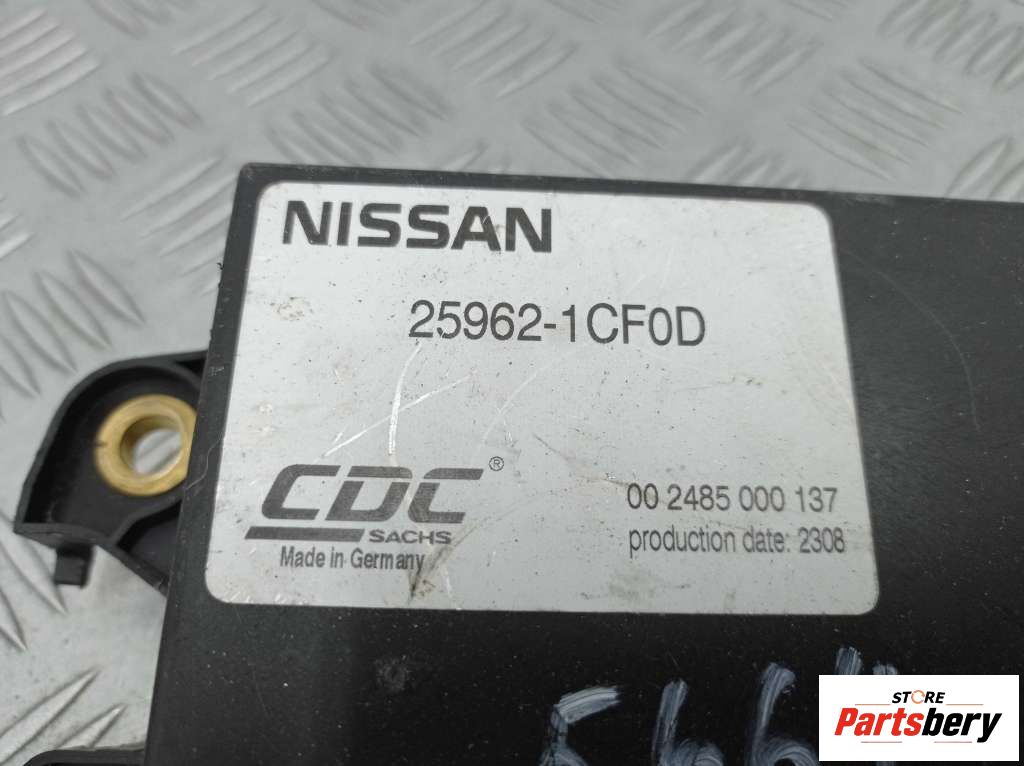 NISSAN
25962-1CF0D
CDC®
SACHS
Made in Germany
00 2485 000 137
production date: 2308
STORE
Partsbery